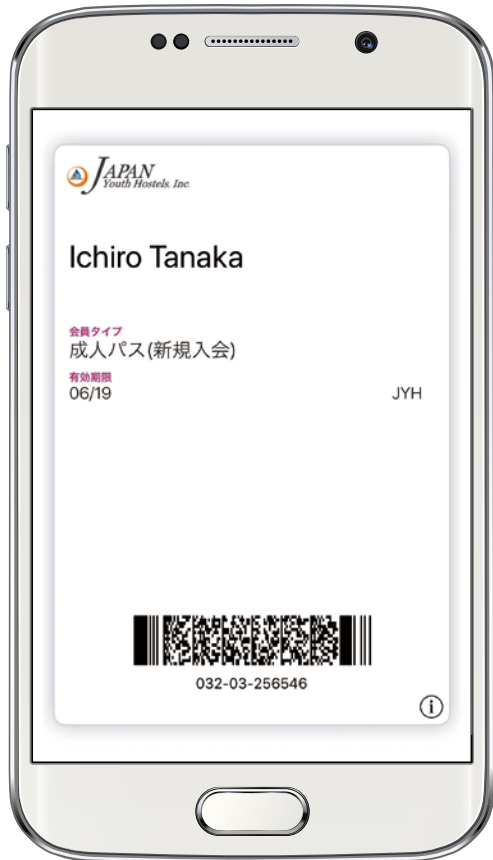 JAPAN
Youth Hostels, Inc.
Ichiro Tanaka
会員タイプ
成人パス(新規入会)
有効期限
06/19
JYH
032-03-256546